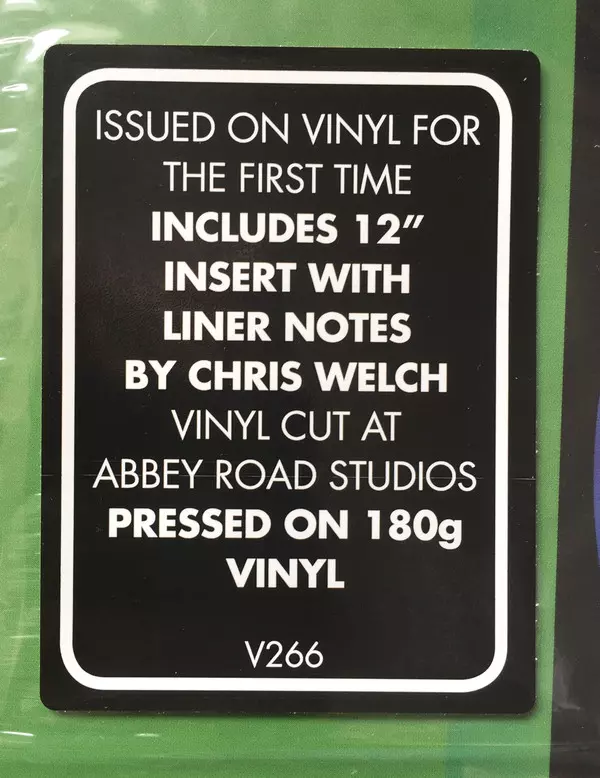 ISSUED ON VINYL FOR
THE FIRST TIME
INCLUDES 12”
INSERT WITH
LINER NOTES
BY CHRIS WELCH
VINYL CUT AT
ABBEY ROAD STUDIOS
PRESSED ON 180g
VINYL
V266